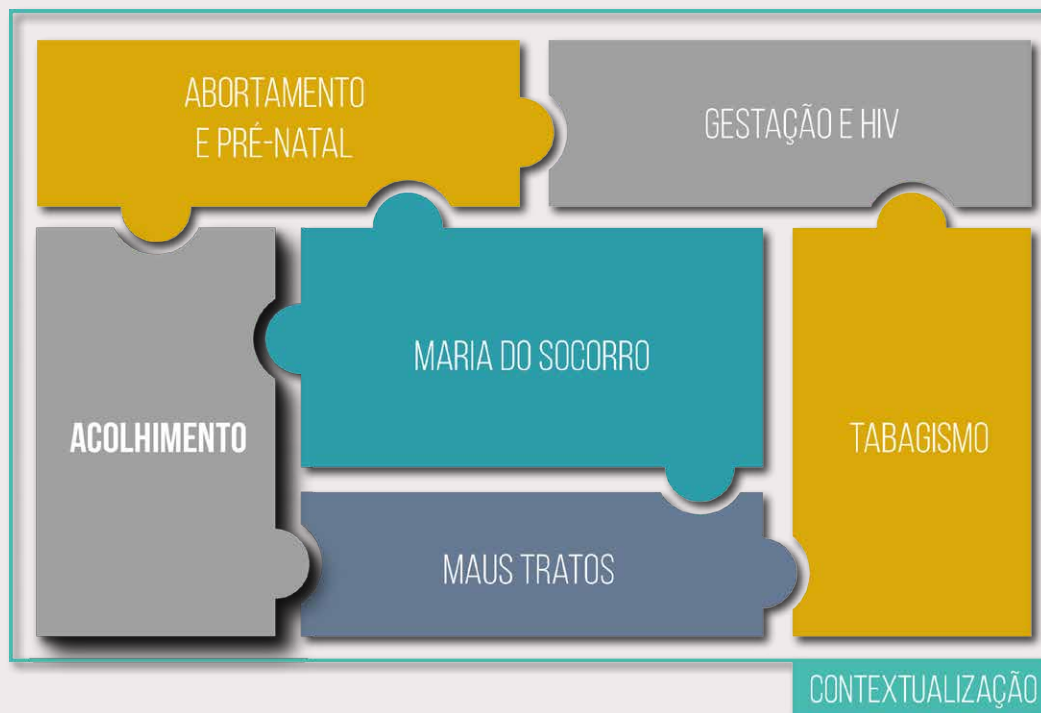 ABORTAMENTO
E PRÉ-NATAL
GESTAÇÃO E HIV
ACOLHIMENTO
MARIA DO SOCORRO
TABAGISMO
MAUS TRATOS
CONTEXTUALIZAÇÃO